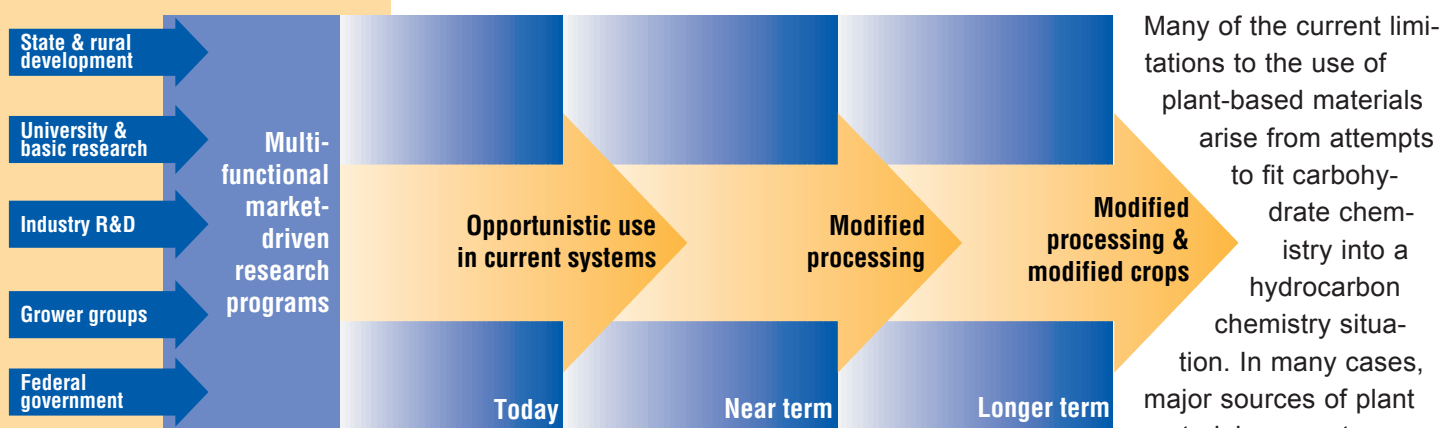 State & rural
development
University &
basic research
Industry R&D
Grower groups
Federal
government
Multi-
functional
market-
driven
research
programs
Opportunistic use
in current systems
Today
Modified
processing
Near term
Modified
processing &
modified crops
Longer term
Many of the current limi-
tations to the use of
plant-based materials
arise from attempts
to fit carbohy-
drate chem-
istry into a
hydrocarbon
chemistry situa-
tion. In many cases,
major sources of plant